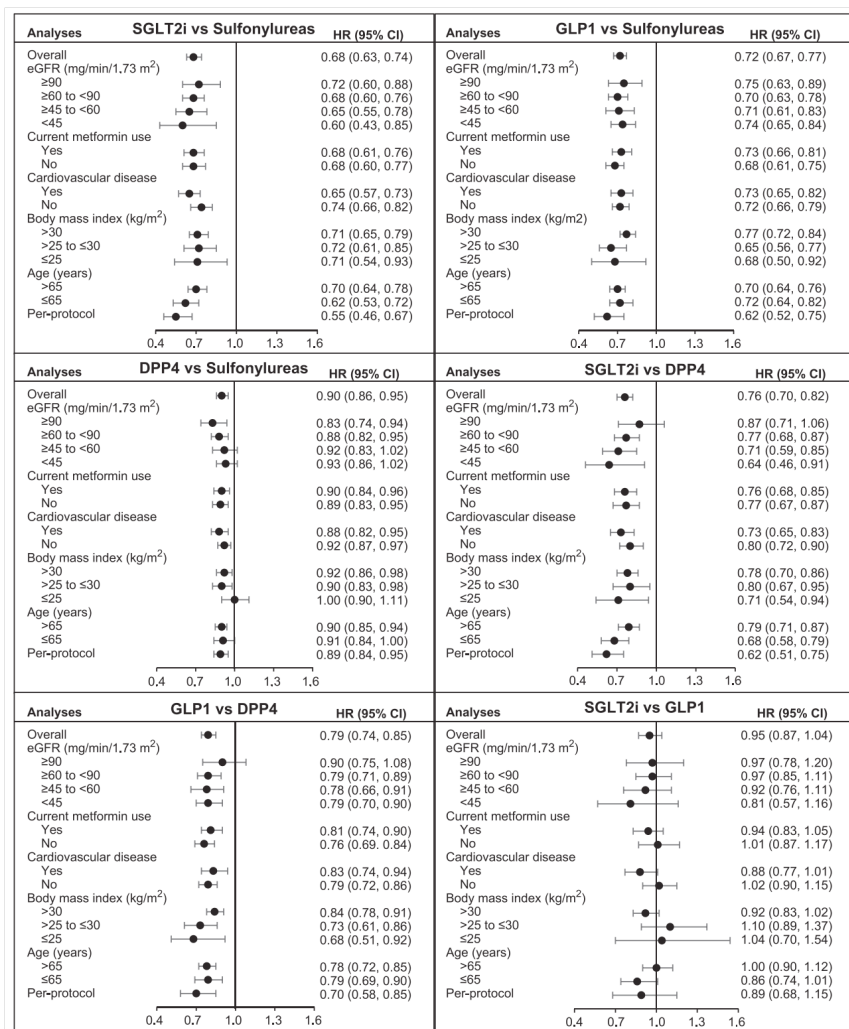 Analyses SGLT2i vs Sulfonylureas HR (95% CI)
Overall 0.68 (0.63, 0.74)
eGFR (mg/min/1.73 m²)
≥90 0.72 (0.60, 0.88)
≥60 to <90 0.68 (0.60, 0.76)
≥45 to <60 0.65 (0.55, 0.78)
<45 0.60 (0.43, 0.85)
Current metformin use
Yes 0.68 (0.61, 0.76)
No 0.68 (0.60, 0.77)
Cardiovascular disease
Yes 0.65 (0.57, 0.73)
No 0.74 (0.66, 0.82)
Body mass index (kg/m²)
>30 0.71 (0.65, 0.79)
>25 to ≤30 0.72 (0.61, 0.85)
≤25 0.71 (0.54, 0.93)
Age (years)
>65 0.70 (0.64, 0.78)
≤65 0.62 (0.53, 0.72)
Per-protocol 0.55 (0.46, 0.67)
0.4 0.7 1.0 1.3 1.6
Analyses GLP1 vs Sulfonylureas HR (95% CI)
Overall 0.72 (0.67, 0.77)
eGFR (mg/min/1.73 m²)
≥90 0.75 (0.63, 0.89)
≥60 to <90 0.70 (0.63, 0.78)
≥45 to <60 0.71 (0.61, 0.83)
<45 0.74 (0.65, 0.84)
Current metformin use
Yes 0.73 (0.66, 0.81)
No 0.68 (0.61, 0.75)
Cardiovascular disease
Yes 0.73 (0.65, 0.82)
No 0.72 (0.66, 0.79)
Body mass index (kg/m2)
>30 0.77 (0.72, 0.84)
>25 to ≤30 0.65 (0.56, 0.77)
≤25 0.68 (0.50, 0.92)
Age (years)
>65 0.70 (0.64, 0.76)
≤65 0.72 (0.64, 0.82)
Per-protocol 0.62 (0.52, 0.75)
0.4 0.7 1.0 1.3 1.6
Analyses DPP4 vs Sulfonylureas HR (95% CI)
Overall 0.90 (0.86, 0.95)
eGFR (mg/min/1.73 m²)
≥90 0.83 (0.74, 0.94)
≥60 to <90 0.88 (0.82, 0.95)
≥45 to <60 0.92 (0.83, 1.02)
<45 0.93 (0.86, 1.02)
Current metformin use
Yes 0.90 (0.84, 0.96)
No 0.89 (0.83, 0.95)
Cardiovascular disease
Yes 0.88 (0.82, 0.95)
No 0.92 (0.87, 0.97)
Body mass index (kg/m²)
>30 0.92 (0.86, 0.98)
>25 to ≤30 0.90 (0.83, 0.98)
≤25 1.00 (0.90, 1.11)
Age (years)
>65 0.90 (0.85, 0.94)
≤65 0.91 (0.84, 1.00)
Per-protocol 0.89 (0.84, 0.95)
0.4 0.7 1.0 1.3 1.6
Analyses SGLT2i vs DPP4 HR (95% CI)
Overall 0.76 (0.70, 0.82)
eGFR (mg/min/1.73 m²)
≥90 0.87 (0.71, 1.06)
≥60 to <90 0.77 (0.68, 0.87)
≥45 to <60 0.71 (0.59, 0.85)
<45 0.64 (0.46, 0.91)
Current metformin use
Yes 0.76 (0.68, 0.85)
No 0.77 (0.67, 0.87)
Cardiovascular disease
Yes 0.73 (0.65, 0.83)
No 0.80 (0.72, 0.90)
Body mass index (kg/m²)
>30 0.78 (0.70, 0.86)
>25 to ≤30 0.80 (0.67, 0.95)
≤25 0.71 (0.54, 0.94)
Age (years)
>65 0.79 (0.71, 0.87)
≤65 0.68 (0.58, 0.79)
Per-protocol 0.62 (0.51, 0.75)
0.4 0.7 1.0 1.3 1.6
Analyses GLP1 vs DPP4 HR (95% CI)
Overall 0.79 (0.74, 0.85)
eGFR (mg/min/1.73 m²)
≥90 0.90 (0.75, 1.08)
≥60 to <90 0.79 (0.71, 0.89)
≥45 to <60 0.78 (0.66, 0.91)
<45 0.79 (0.70, 0.90)
Current metformin use
Yes 0.81 (0.74, 0.90)
No 0.76 (0.69. 0.84)
Cardiovascular disease
Yes 0.83 (0.74, 0.94)
No 0.79 (0.72, 0.86)
Body mass index (kg/m²)
>30 0.84 (0.78, 0.91)
>25 to ≤30 0.73 (0.61, 0.86)
≤25 0.68 (0.51, 0.92)
Age (years)
>65 0.78 (0.72, 0.85)
≤65 0.79 (0.69, 0.90)
Per-protocol 0.70 (0.58, 0.85)
0.4 0.7 1.0 1.3 1.6
Analyses SGLT2i vs GLP1 HR (95% CI)
Overall 0.95 (0.87, 1.04)
eGFR (mg/min/1.73 m²)
≥90 0.97 (0.78, 1.20)
≥60 to <90 0.97 (0.85, 1.11)
≥45 to <60 0.92 (0.76, 1.11)
<45 0.81 (0.57, 1.16)
Current metformin use
Yes 0.94 (0.83, 1.05)
No 1.01 (0.87, 1.17)
Cardiovascular disease
Yes 0.88 (0.77, 1.01)
No 1.02 (0.90, 1.15)
Body mass index (kg/m²)
>30 0.92 (0.83, 1.02)
>25 to ≤30 1.10 (0.89, 1.37)
≤25 1.04 (0.70, 1.54)
Age (years)
>65 1.00 (0.90, 1.12)
≤65 0.86 (0.74, 1.01)
Per-protocol 0.89 (0.68, 1.15)
0.4 0.7 1.0 1.3 1.6